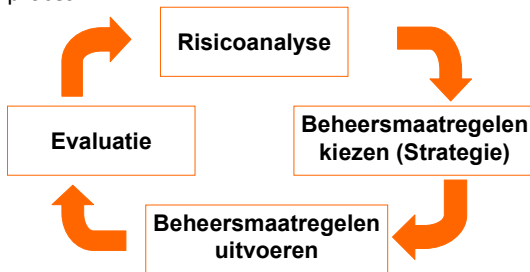 Risicoanalyse
Evaluatie
Beheersmaatregelen
kiezen (Strategie)
Beheersmaatregelen
uitvoeren